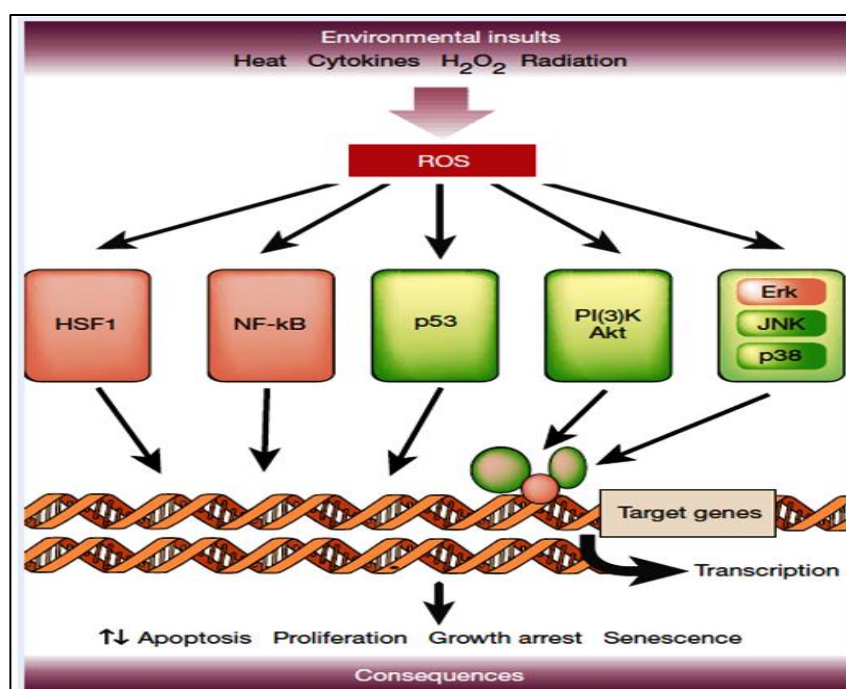 Environmental insults
Heat Cytokines H₂O₂ Radiation
ROS
HSF1
NF-kB
p53
PI(3)K
Akt
Erk
JNK
p38
Target genes
Transcription
↑↓ Apoptosis Proliferation Growth arrest Senescence
Consequences